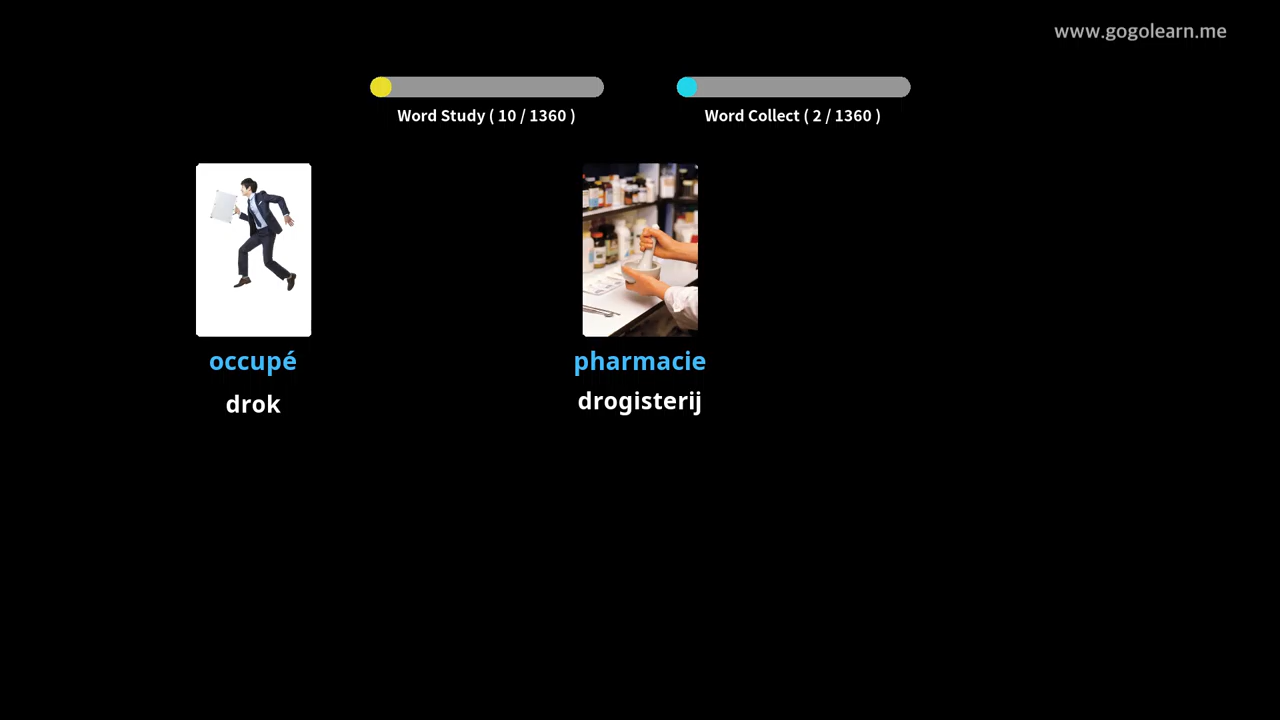 www.gogolearn.me
Word Study ( 10 / 1360 )
Word Collect ( 2 / 1360 )
occupé
pharmacie
drok
drogisterij